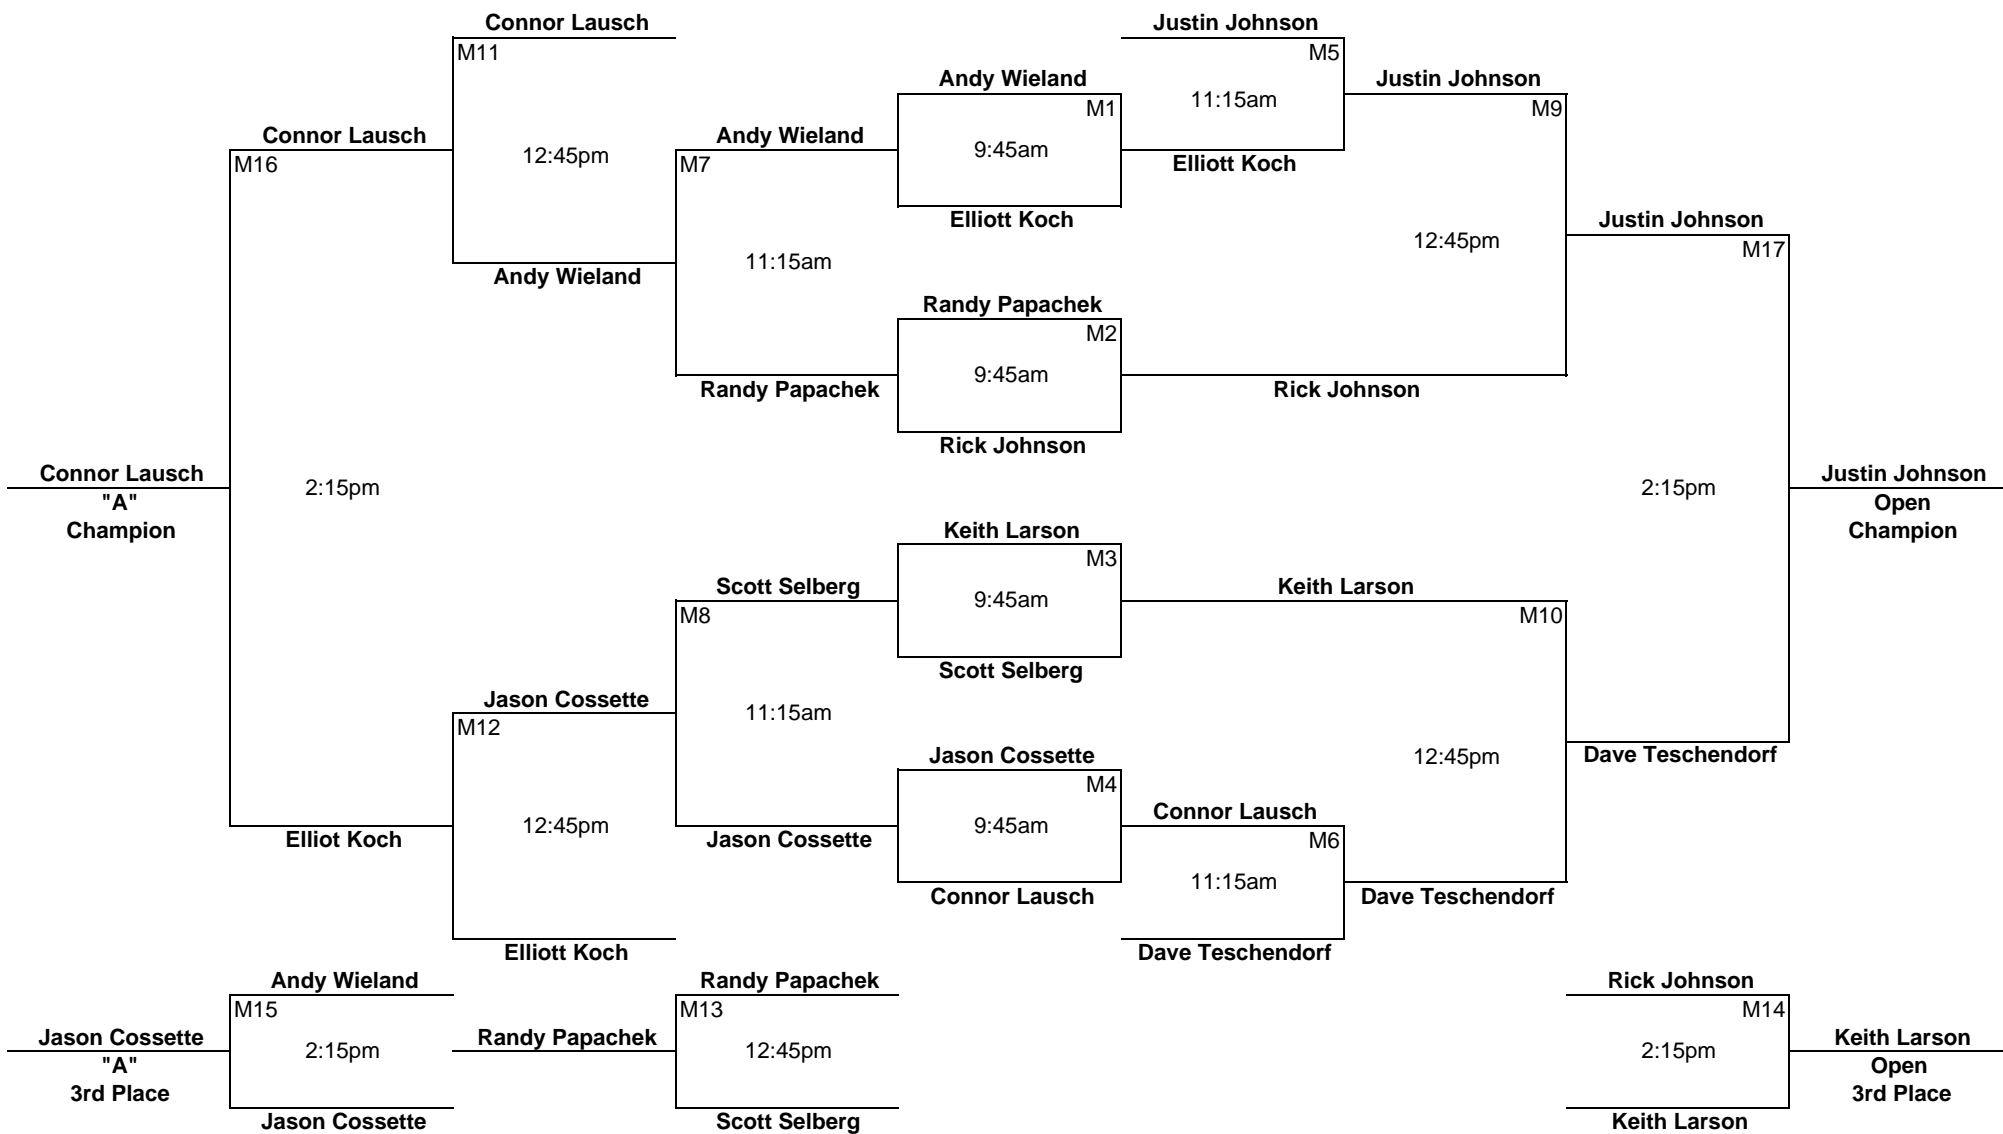 Connor Lausch
Justin Johnson
M11
M5
Andy Wieland
Justin Johnson
11:15am
M1
M9
Connor Lausch
Andy Wieland
12:45pm
9:45am
M16
M7
Elliott Koch
Elliott Koch
Justin Johnson
12:45pm
M17
11:15am
Andy Wieland
Randy Papachek
M2
9:45am
Randy Papachek
Rick Johnson
Rick Johnson
Connor Lausch
2:15pm
2:15pm
Justin Johnson
"A"
Open
Champion
Champion
Keith Larson
M3
Scott Selberg
Keith Larson
9:45am
M8
M10
Scott Selberg
Jason Cossette
11:15am
M12
Jason Cossette
12:45pm
Dave Teschendorf
M4
Connor Lausch
12:45pm
9:45am
Elliot Koch
Jason Cossette
M6
11:15am
Connor Lausch
Dave Teschendorf
Elliott Koch
Dave Teschendorf
Andy Wieland
Randy Papachek
Rick Johnson
M15
M13
M14
Jason Cossette
Randy Papachek
Keith Larson
2:15pm
12:45pm
2:15pm
"A"
Open
3rd Place
3rd Place
Jason Cossette
Scott Selberg
Keith Larson